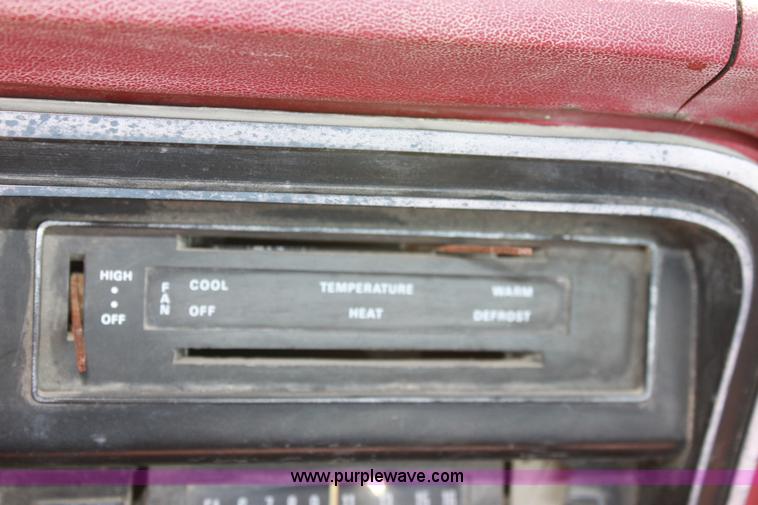 HIGH
OFF
FAN
COOL TEMPERATURE WARM
OFF HEAT DEFROST
www.purplewave.com